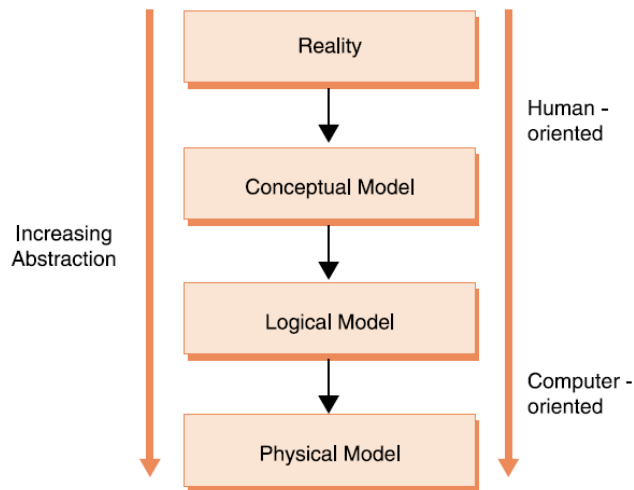 Reality
Human -
oriented
Conceptual Model
Increasing
Abstraction
Logical Model
Computer -
oriented
Physical Model